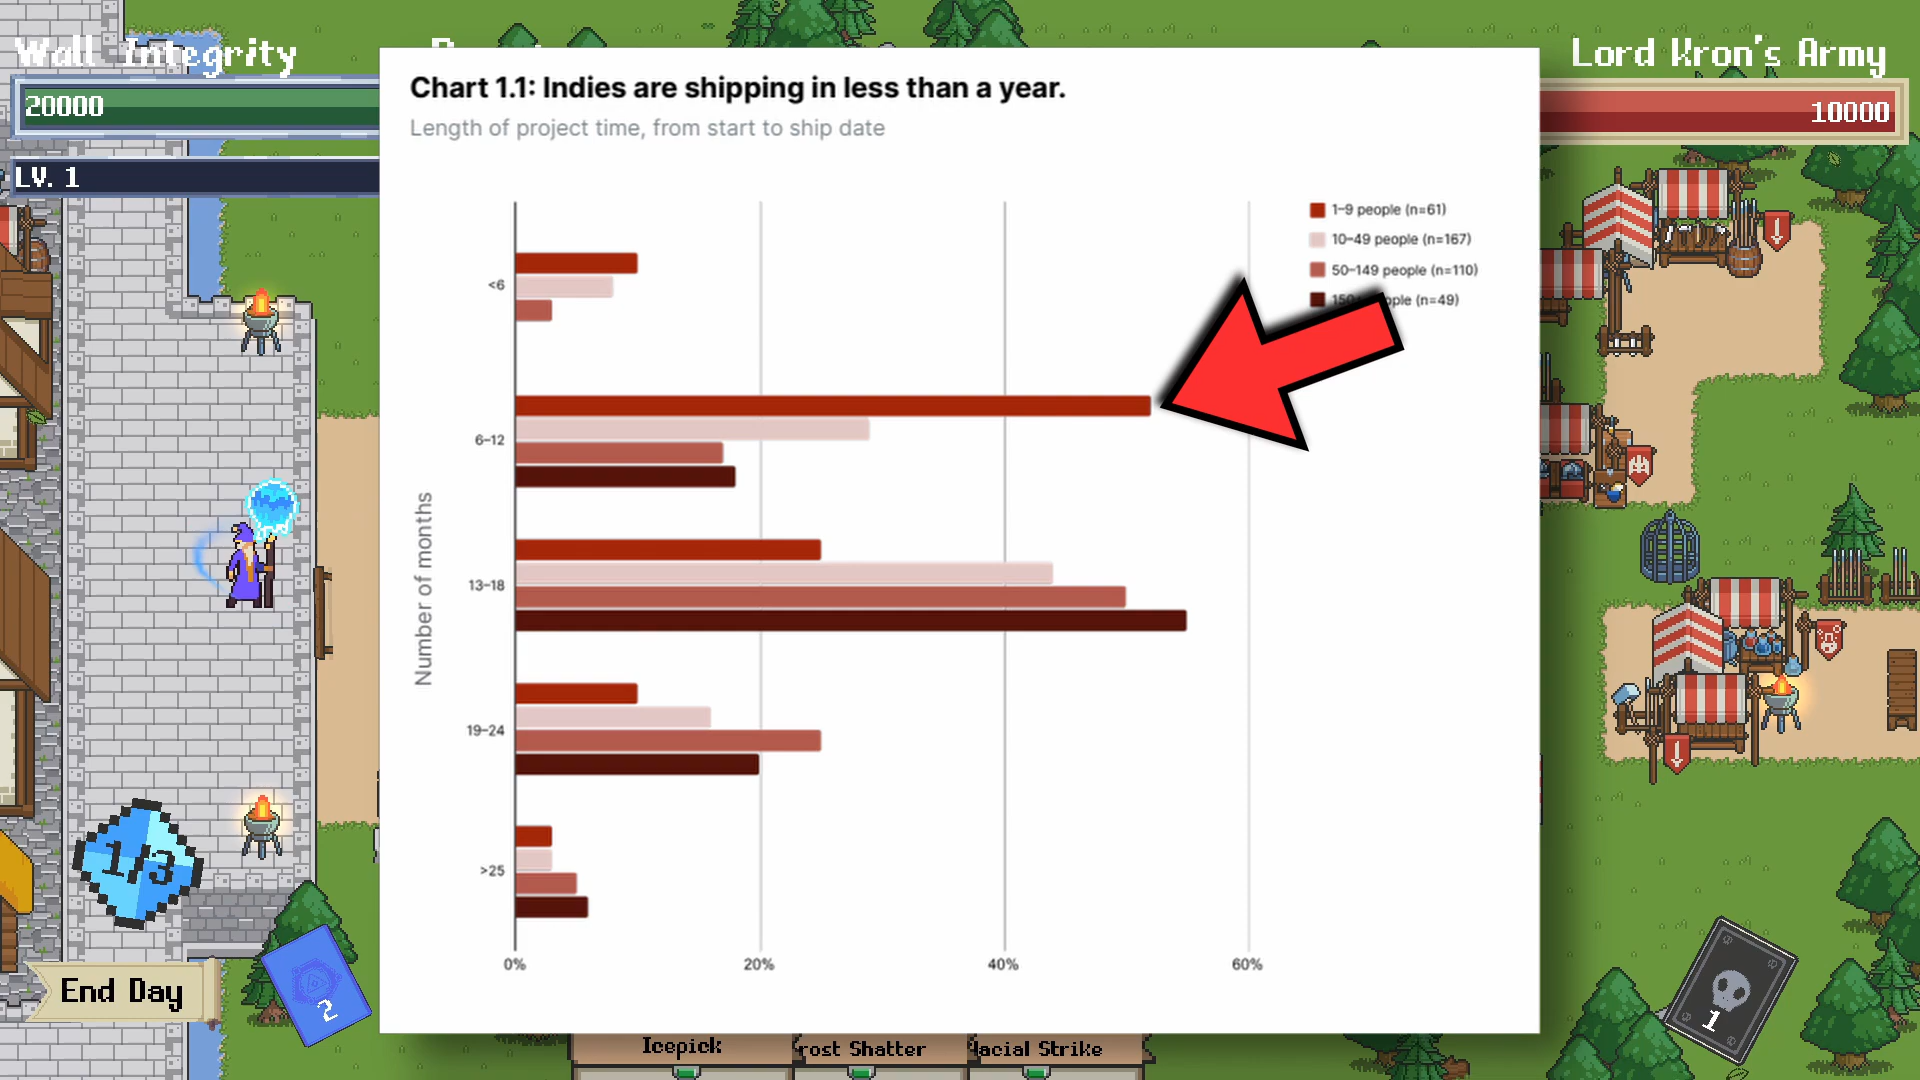 Wall Integrity
20000
LV. 1
Lord Kron's Army
10000
Chart 1.1: Indies are shipping in less than a year.
Length of project time, from start to ship date
1–9 people (n=61)
10–49 people (n=167)
50–149 people (n=110)
(n=49)
Number of months
<6
6–12
13–18
19–24
>25
0%
20%
40%
60%
1/3
End Day
2
1
Icepick
rost Shatter
lacial Strike